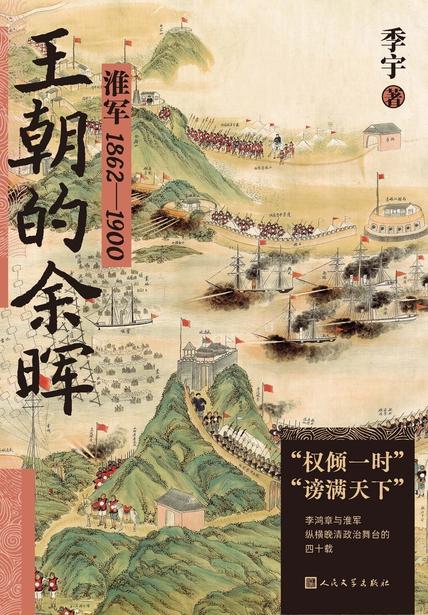 王朝的余晖
淮军 1862—1900
季宇 著
“权倾一时”
“谤满天下”
李鸿章与淮军
纵横晚清政治舞台的
四十载
人民文学出版社